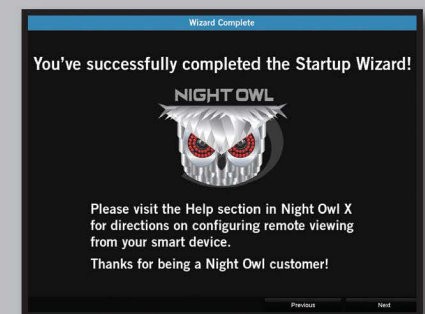 Wizard Complete
You've successfully completed the Startup Wizard!
NIGHT OWL
Please visit the Help section in Night Owl X
for directions on configuring remote viewing
from your smart device.
Thanks for being a Night Owl customer!
Previous Next